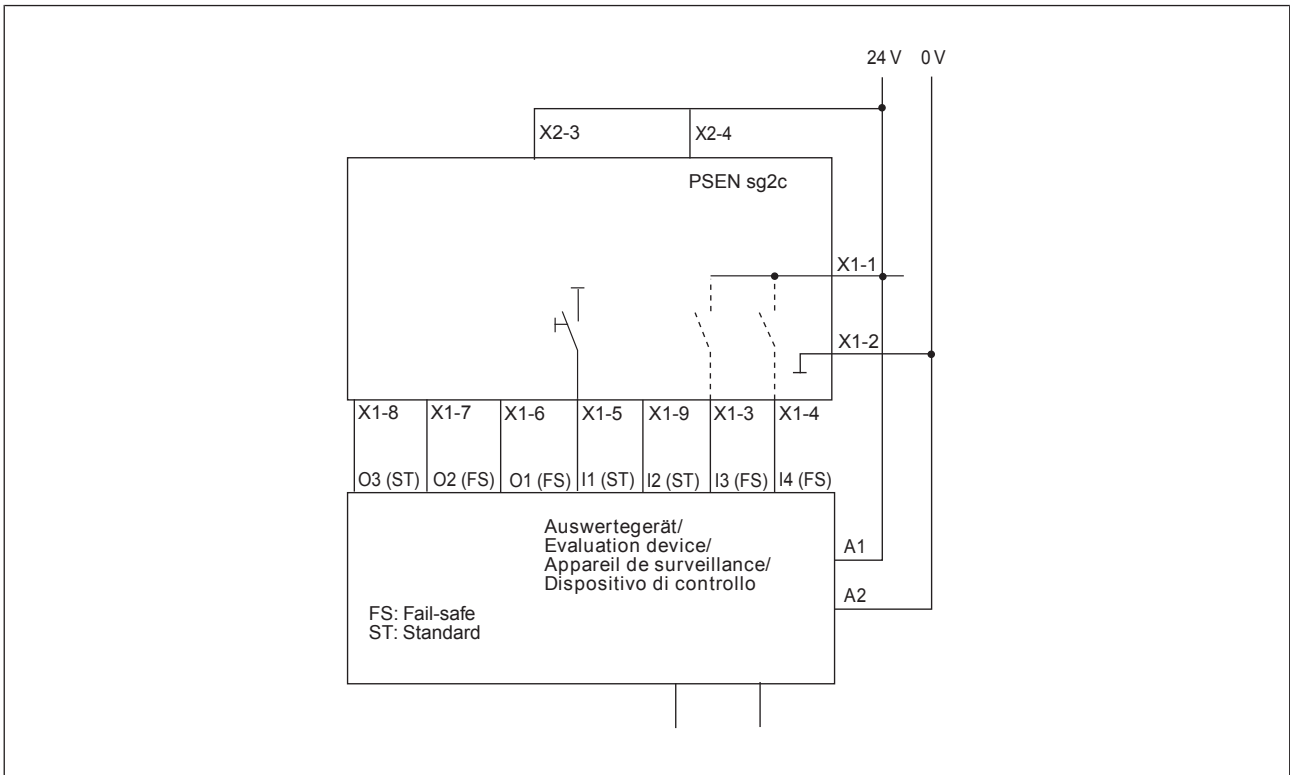 24 V 0 V
X2-3 X2-4
PSEN sg2c
X1-1
X1-2
X1-8 X1-7 X1-6 X1-5 X1-9 X1-3 X1-4
O3 (ST) O2 (FS) O1 (FS) I1 (ST) I2 (ST) I3 (FS) I4 (FS)
Auswertegerät/
Evaluation device/
Appareil de surveillance/
Dispositivo di controllo
A1
A2
FS: Fail-safe
ST: Standard